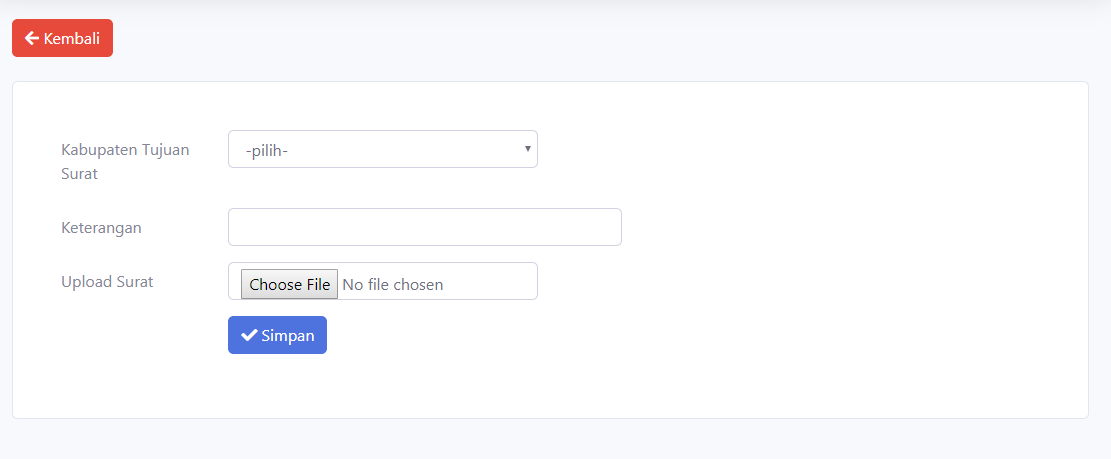 Kembali
Kabupaten Tujuan
Surat
-pilih-
Keterangan
Upload Surat
Choose File No file chosen
Simpan